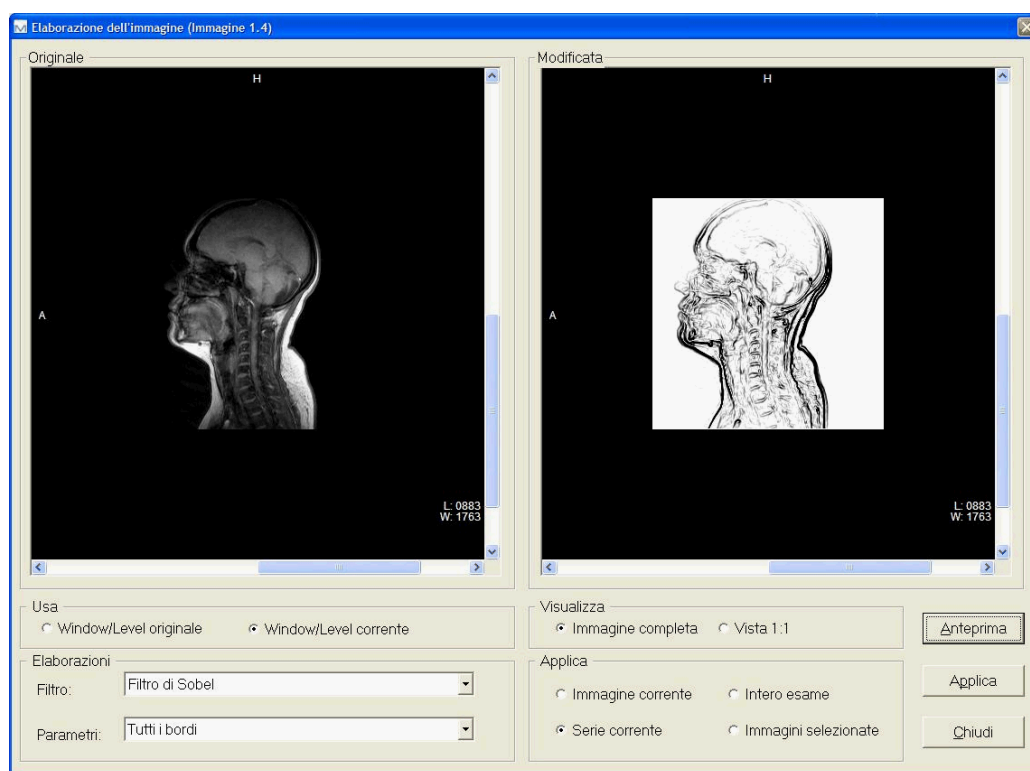 Elaborazione dell'immagine (Immagine 1.4)
Originale
H
A
L: 0883
W: 1763
Modificata
H
A
L: 0883
W: 1763
Usa
Window/Level originale
Window/Level corrente
Visualizza
Immagine completa
Vista 1:1
Anteprima
Elaborazioni
Filtro:
Filtro di Sobel
Parametri:
Tutti i bordi
Applica
Immagine corrente
Intero esame
Serie corrente
Immagini selezionate
Applica
Chiudi